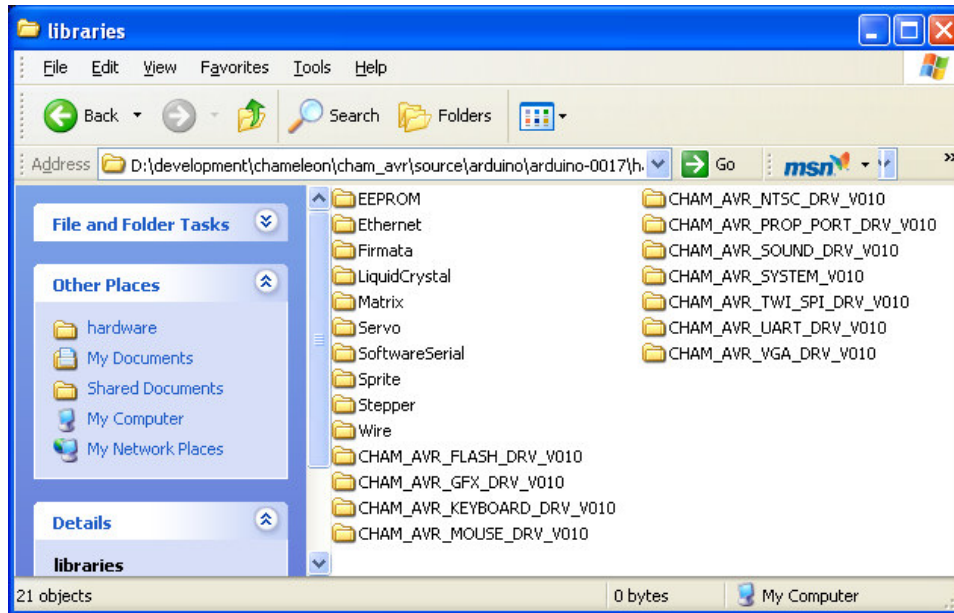 libraries
File Edit View Favorites Tools Help
Back Search Folders
Address D:\development\chameleon\cham_avr\source\arduino\arduino-0017\h Go msn »
File and Folder Tasks
Other Places
hardware
My Documents
Shared Documents
My Computer
My Network Places
Details
libraries
EEPROM
Ethernet
Firmata
LiquidCrystal
Matrix
Servo
SoftwareSerial
Sprite
Stepper
Wire
CHAM_AVR_FLASH_DRV_V010
CHAM_AVR_GFX_DRV_V010
CHAM_AVR_KEYBOARD_DRV_V010
CHAM_AVR_MOUSE_DRV_V010
CHAM_AVR_NTSC_DRV_V010
CHAM_AVR_PROP_PORT_DRV_V010
CHAM_AVR_SOUND_DRV_V010
CHAM_AVR_SYSTEM_V010
CHAM_AVR_TWI_SPI_DRV_V010
CHAM_AVR_UART_DRV_V010
CHAM_AVR_VGA_DRV_V010
21 objects 0 bytes My Computer